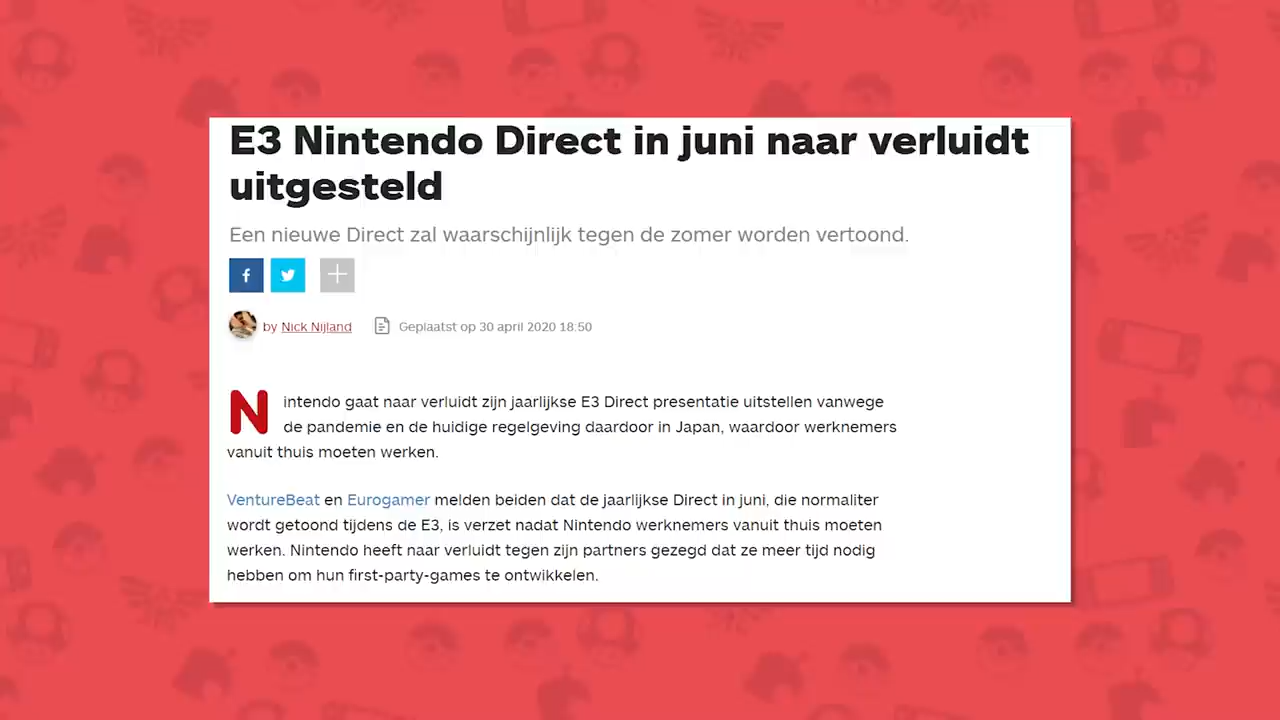 E3 Nintendo Direct in juni naar verluidt
uitgesteld
Een nieuwe Direct zal waarschijnlijk tegen de zomer worden vertoond.
by Nick Nijland Geplaatst op 30 april 2020 18:50
Nintendo gaat naar verluidt zijn jaarlijkse E3 Direct presentatie uitstellen vanwege
de pandemie en de huidige regelgeving daardoor in Japan, waardoor werknemers
vanuit thuis moeten werken.
VentureBeat en Eurogamer melden beiden dat de jaarlijkse Direct in juni, die normaliter
wordt getoond tijdens de E3, is verzet nadat Nintendo werknemers vanuit thuis moeten
werken. Nintendo heeft naar verluidt tegen zijn partners gezegd dat ze meer tijd nodig
hebben om hun first-party-games te ontwikkelen.